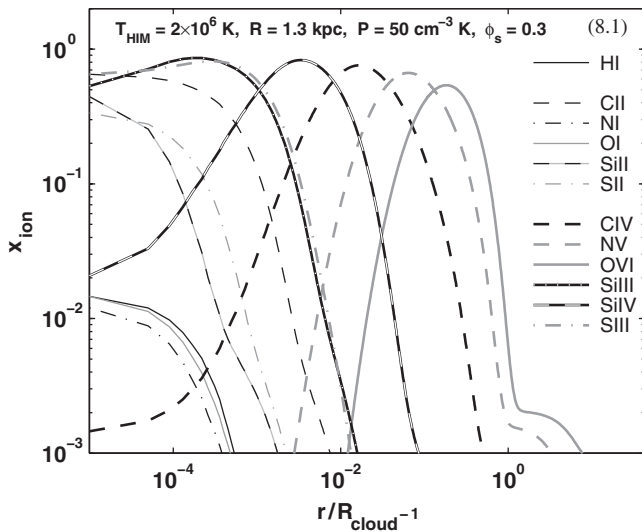 T_HIM = 2×10^6 K, R = 1.3 kpc, P = 50 cm^-3 K, ϕ_s = 0.3 (8.1)
10^0
10^-1
10^-2
10^-3
x_ion
HI
CII
NI
OI
SiII
SII
CIV
NV
OVI
SiIII
SiIV
SIII
10^-4
10^-2
10^0
r/R_cloud^-1